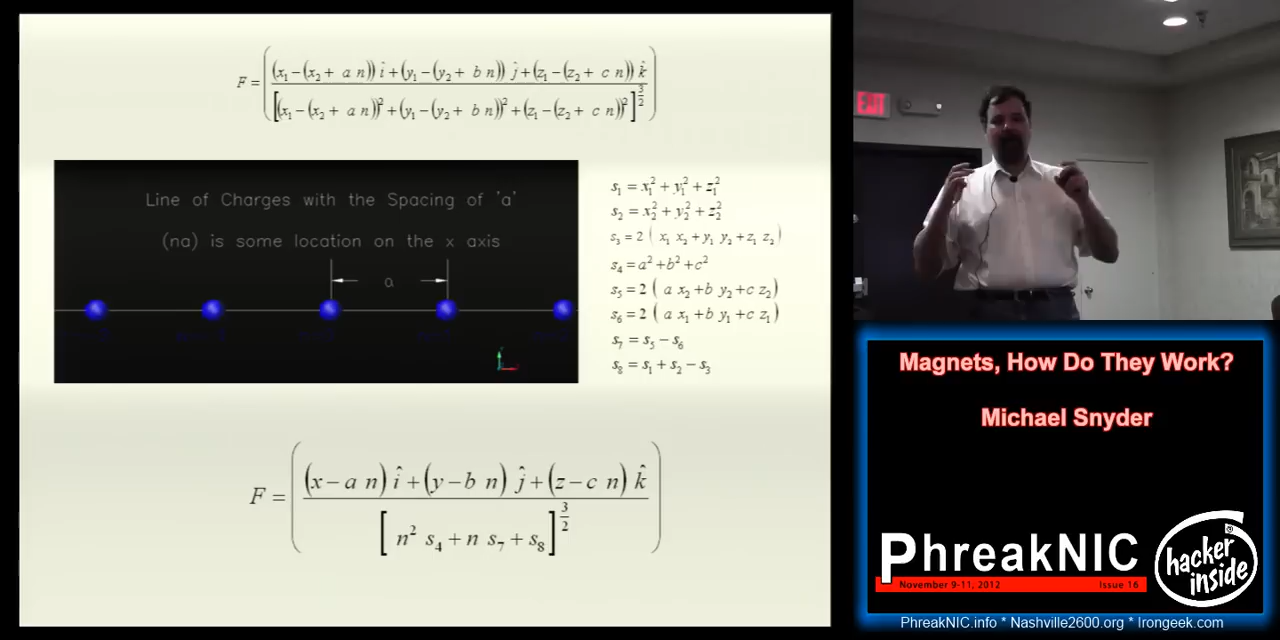 F = ( (x₁−(x₂+ a n)) î+(y₁−(y₂+ b n)) ĵ+(z₁−(z₂+ c n)) k̂ / [(x₁−(x₂+ a n))²+(y₁−(y₂+ b n))²+(z₁−(z₂+ c n))²]^(3/2) )
Line of Charges with the Spacing of 'a'
(na) is some location on the x axis
a
s₁ = x₁² + y₁² + z₁²
s₂ = x₂² + y₂² + z₂²
s₃ = 2 ( x₁ x₂ + y₁ y₂ + z₁ z₂ )
s₄ = a² + b² + c²
s₅ = 2 ( a x₂ + b y₂ + c z₂ )
s₆ = 2 ( a x₁ + b y₁ + c z₁ )
s₇ = s₅ − s₆
s₈ = s₁ + s₂ − s₃
F = ( (x − a n) î + (y − b n) ĵ + (z − c n) k̂ / [ n² s₄ + n s₇ + s₈ ]^(3/2) )
EXIT
Magnets, How Do They Work?
Michael Snyder
PhreakNIC
November 9-11, 2012 Issue 16
hacker
inside
PhreakNIC.info * Nashville2600.org * Irongeek.com